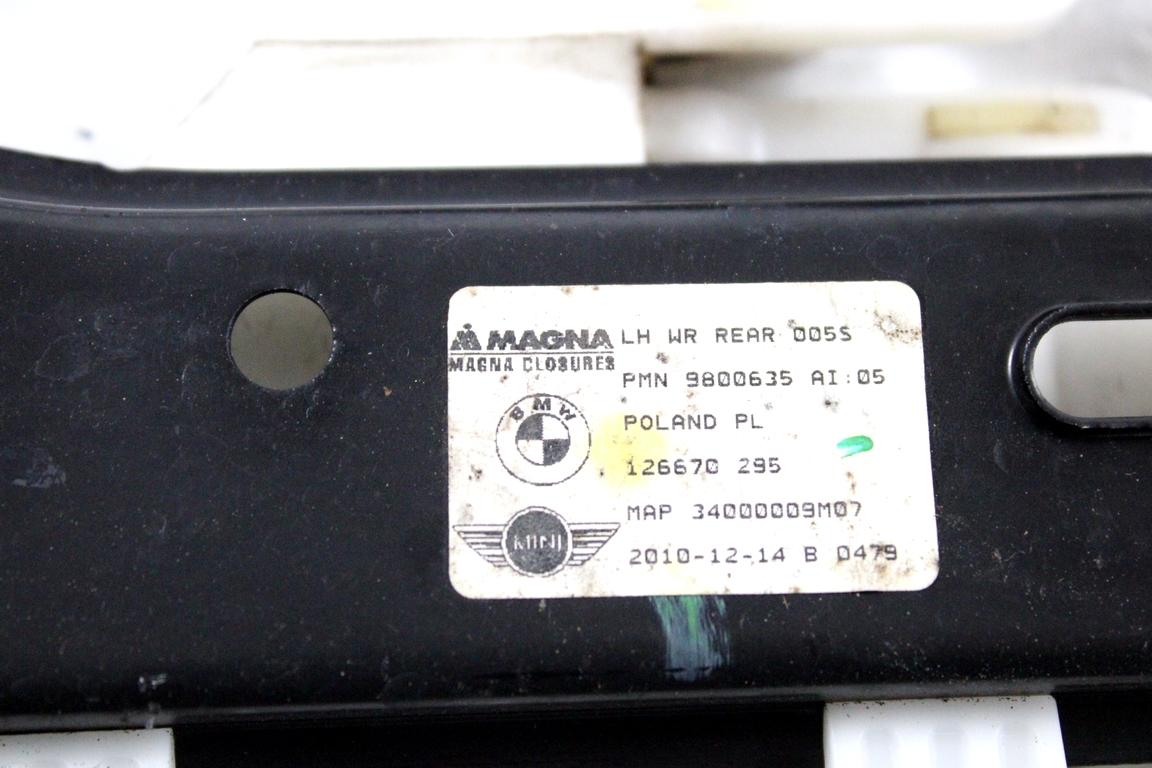 MAGNA
MAGNA CLOSURES
BMW
MINI
LH WR REAR 005S
PMN 9800635 AI:05
POLAND PL
126670 295
MAP 34000009M07
2010-12-14 B 0479